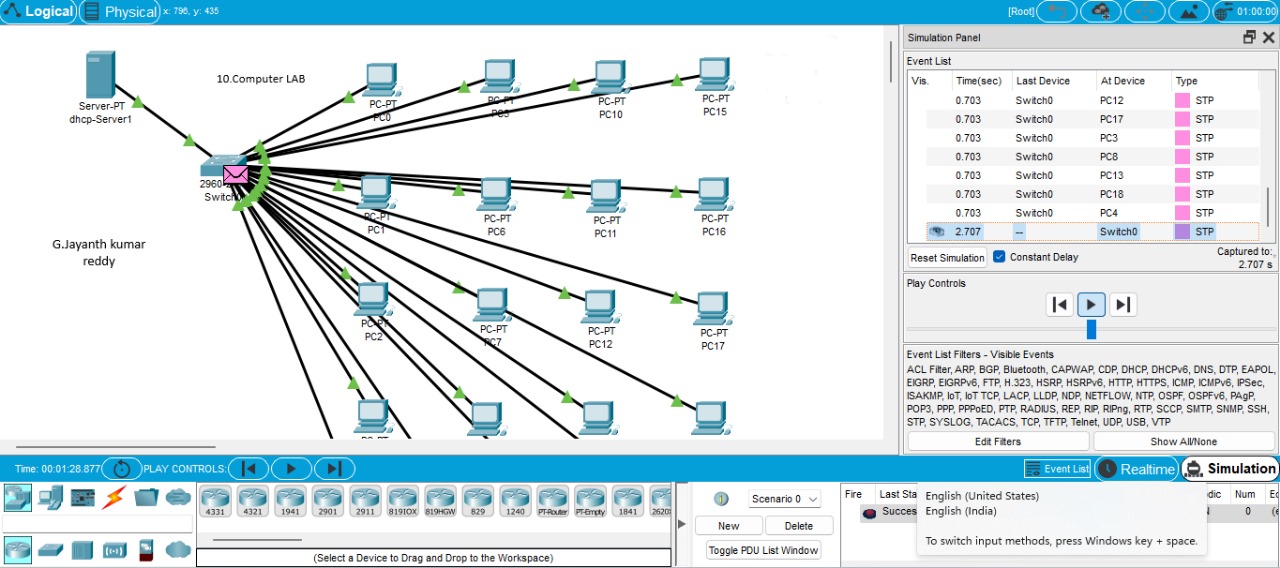 Logical Physical x: 796, y: 435 [Root] 01:00:00
10.Computer LAB
Server-PT
dhcp-Server1
PC-PT
PC0
PC-PT
PC5
PC-PT
PC10
PC-PT
PC15
Switch0
PC-PT
PC1
PC-PT
PC6
PC-PT
PC11
PC-PT
PC16
G.Jayanth kumar
reddy
PC-PT
PC2
PC-PT
PC7
PC-PT
PC12
PC-PT
PC17
PC-PT
PC-PT
PC-PT
PC-PT
Simulation Panel
Event List
Vis. Time(sec) Last Device At Device Type
0.703 Switch0 PC12 STP
0.703 Switch0 PC17 STP
0.703 Switch0 PC3 STP
0.703 Switch0 PC8 STP
0.703 Switch0 PC13 STP
0.703 Switch0 PC18 STP
0.703 Switch0 PC4 STP
2.707 -- Switch0 STP
Reset Simulation Constant Delay Captured to:
2.707 s
Play Controls
Event List Filters - Visible Events
ACL Filter, ARP, BGP, Bluetooth, CAPWAP, CDP, DHCP, DHCPv6, DNS, DTP, EAPOL,
EIGRP, EIGRPv6, FTP, H.323, HSRP, HSRPv6, HTTP, HTTPS, ICMP, ICMPv6, IPSec,
ISAKMP, IoT, IoT TCP, LACP, LLDP, NDP, NETFLOW, NTP, OSPF, OSPFv6, PAgP,
POP3, PPP, PPPoED, PTP, RADIUS, REP, RIP, RIPng, RTP, SCCP, SMTP, SNMP, SSH,
STP, SYSLOG, TACACS, TCP, TFTP, Telnet, UDP, USB, VTP
Edit Filters Show All/None
Time: 00:01:28.877 PLAY CONTROLS: Event List Realtime Simulation
4331 4321 1941 2901 2911 819IOX 819HGW 829 1240 PT-Router PT-Empty 1841 2620
(Select a Device to Drag and Drop to the Workspace)
Scenario 0
New Delete
Toggle PDU List Window
Fire Last Sta dic Num Ed
Succes N 0 (e
English (United States)
English (India)
To switch input methods, press Windows key + space.